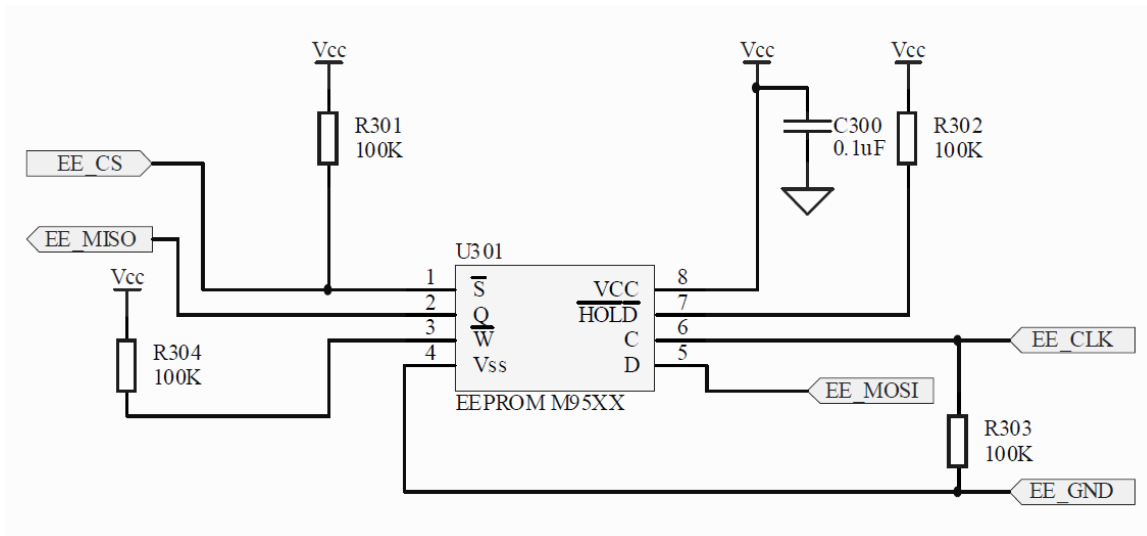 Vcc
Vcc
Vcc
R301
100K
C300
0.1uF
R302
100K
EE_CS
EE_MISO
U301
Vcc
1
S
VCC
8
2
Q
HOLD
7
3
W
C
6
EE_CLK
4
Vss
D
5
R304
100K
EE_MOSI
EEPROM M95XX
R303
100K
EE_GND